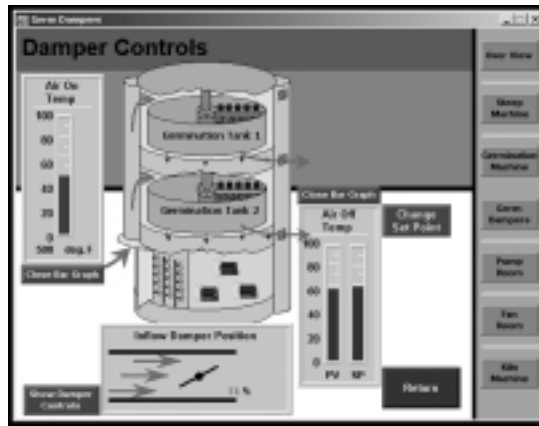 Germ Dampers
Damper Controls
Air On
Temp
100
80
60
40
20
0
deg.F
Close Bar Graph
Germination Tank 1
Germination Tank 2
Close Bar Graph
Air Off
Temp
100
80
60
40
20
0
PV SP
Change
Set Point
Inflow Damper Position
%
Show Damper
Controls
Return
Steep
Machine
Germination
Machine
Germ
Dampers
Pump
Room
Fan
Room
Kiln
Machine